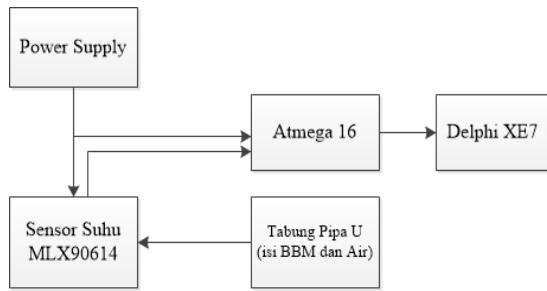 Power Supply
Atmega 16
Delphi XE7
Sensor Suhu
MLX90614
Tabung Pipa U
(isi BBM dan Air)